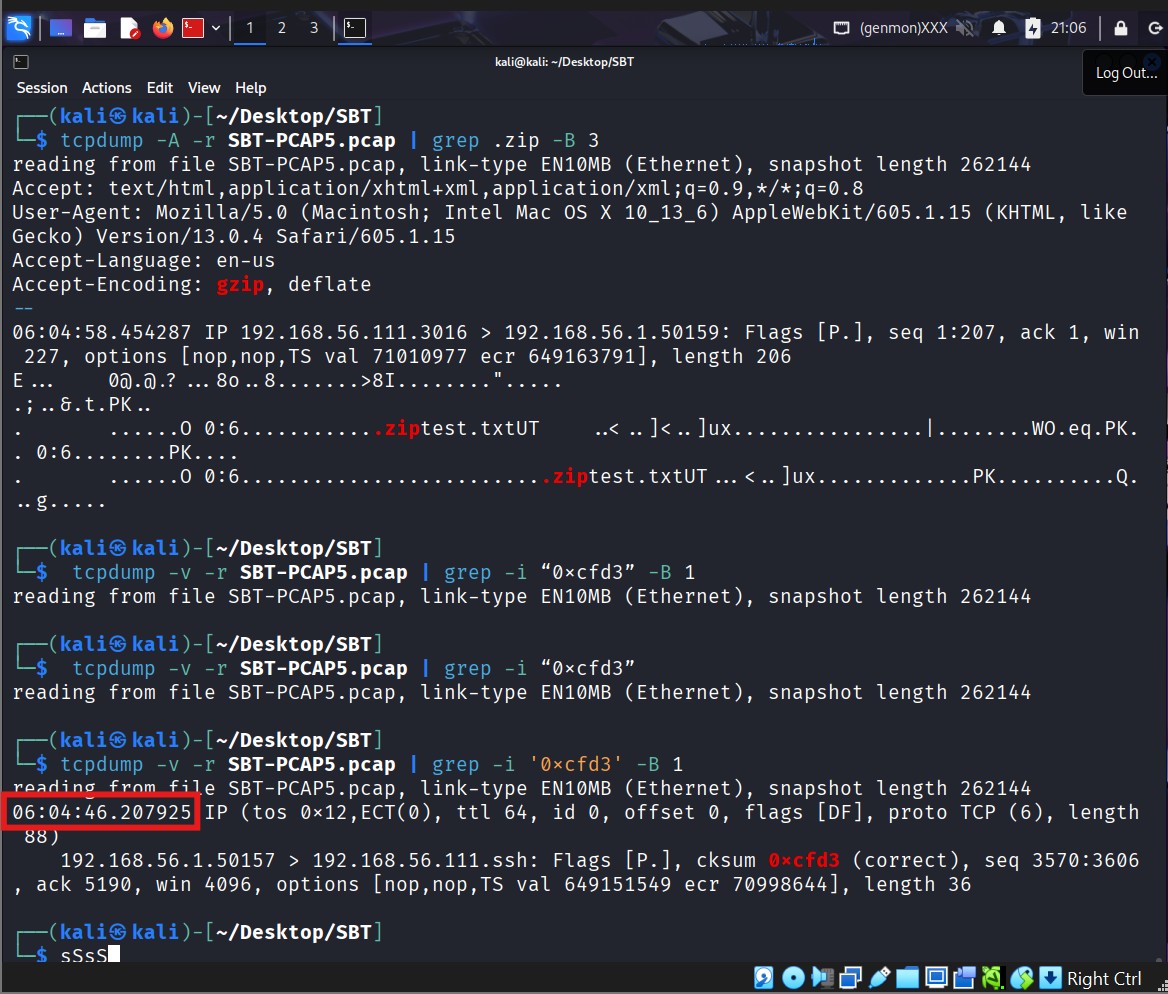 1 2 3 (genmon)XXX 21:06
kali@kali: ~/Desktop/SBT
Log Out...
Session Actions Edit View Help
┌──(kali㉿kali)-[~/Desktop/SBT]
└─$ tcpdump -A -r SBT-PCAP5.pcap | grep .zip -B 3
reading from file SBT-PCAP5.pcap, link-type EN10MB (Ethernet), snapshot length 262144
Accept: text/html,application/xhtml+xml,application/xml;q=0.9,*/*;q=0.8
User-Agent: Mozilla/5.0 (Macintosh; Intel Mac OS X 10_13_6) AppleWebKit/605.1.15 (KHTML, like
Gecko) Version/13.0.4 Safari/605.1.15
Accept-Language: en-us
Accept-Encoding: gzip, deflate
--
06:04:58.454287 IP 192.168.56.111.3016 > 192.168.56.1.50159: Flags [P.], seq 1:207, ack 1, win
227, options [nop,nop,TS val 71010977 ecr 649163791], length 206
E... 0@.@.?...8o..8.......>8I........".....
.;..&.t.PK..
. ......O 0:6.............ziptest.txtUT ..<..]<..]ux................|........WO.eq.PK.
. 0:6........PK....
. ......O 0:6..........................ziptest.txtUT...<..]ux.............PK..........Q.
..g.....
┌──(kali㉿kali)-[~/Desktop/SBT]
└─$ tcpdump -v -r SBT-PCAP5.pcap | grep -i “0×cfd3” -B 1
reading from file SBT-PCAP5.pcap, link-type EN10MB (Ethernet), snapshot length 262144
┌──(kali㉿kali)-[~/Desktop/SBT]
└─$ tcpdump -v -r SBT-PCAP5.pcap | grep -i “0×cfd3”
reading from file SBT-PCAP5.pcap, link-type EN10MB (Ethernet), snapshot length 262144
┌──(kali㉿kali)-[~/Desktop/SBT]
└─$ tcpdump -v -r SBT-PCAP5.pcap | grep -i '0×cfd3' -B 1
reading from file SBT-PCAP5.pcap, link-type EN10MB (Ethernet), snapshot length 262144
06:04:46.207925 IP (tos 0×12,ECT(0), ttl 64, id 0, offset 0, flags [DF], proto TCP (6), length
88)
192.168.56.1.50157 > 192.168.56.111.ssh: Flags [P.], cksum 0×cfd3 (correct), seq 3570:3606
, ack 5190, win 4096, options [nop,nop,TS val 649151549 ecr 70998644], length 36
┌──(kali㉿kali)-[~/Desktop/SBT]
└─$ sSsS
Right Ctrl